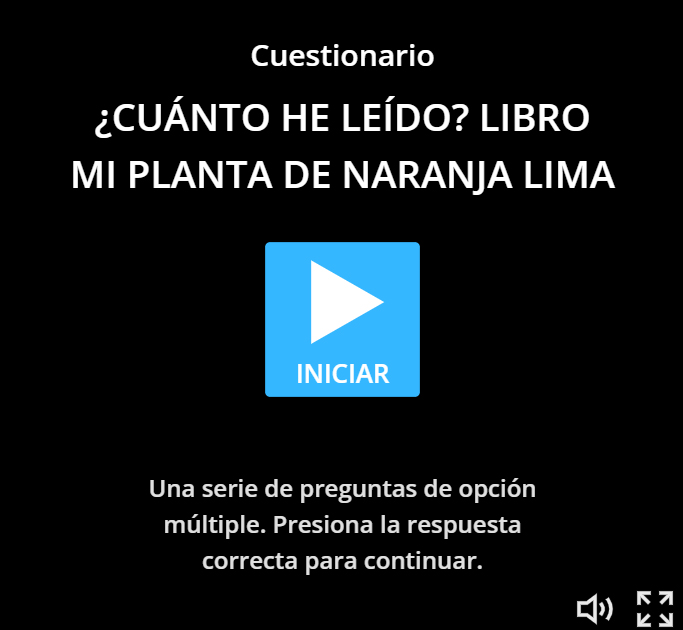 Cuestionario
¿CUÁNTO HE LEÍDO? LIBRO
MI PLANTA DE NARANJA LIMA
INICIAR
Una serie de preguntas de opción
múltiple. Presiona la respuesta
correcta para continuar.